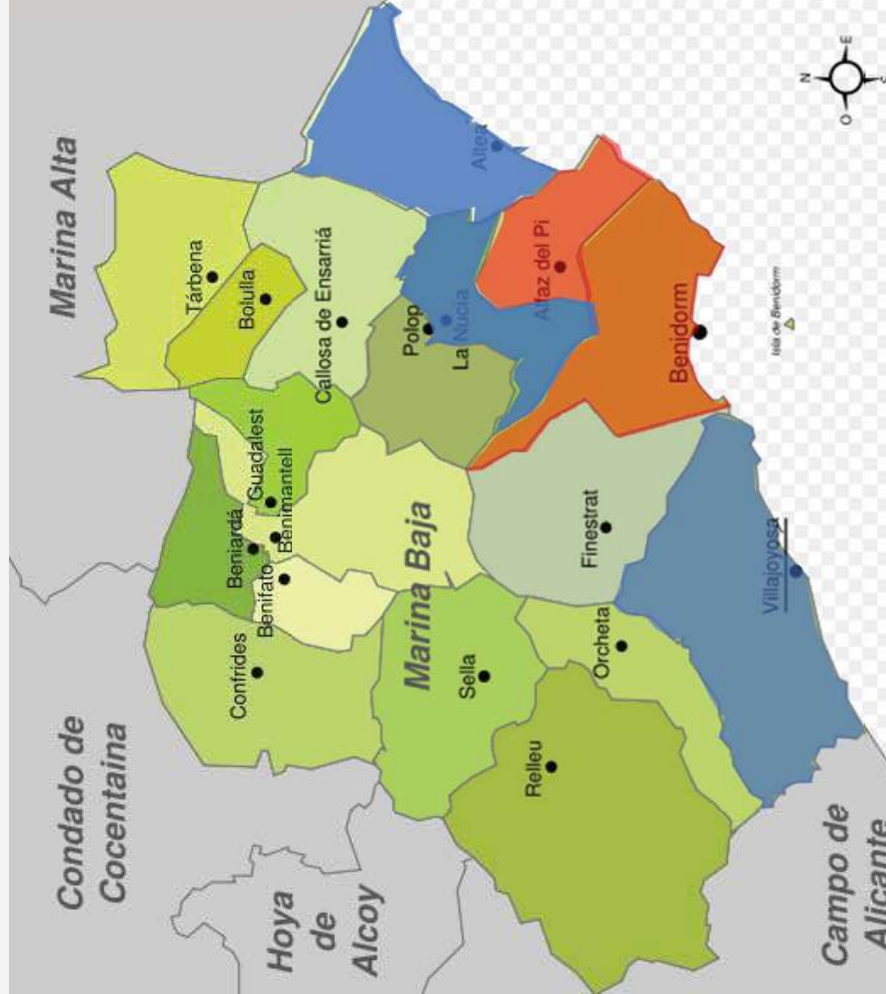 Marina Alta
Tárbena
Bolulla
Callosa de Ensarriá
Altea
Polop
La Nucia
Alfaz del Pi
Benidorm
Isla de Benidorm
Guadalest
Benimantell
Beniardá
Benifato
Confrides
Marina Baja
Sella
Finestrat
Orcheta
Villajoyosa
Relleu
Condado de
Cocentaina
Hoya
de
Alcoy
Campo de
Alicante
N
E
S
O